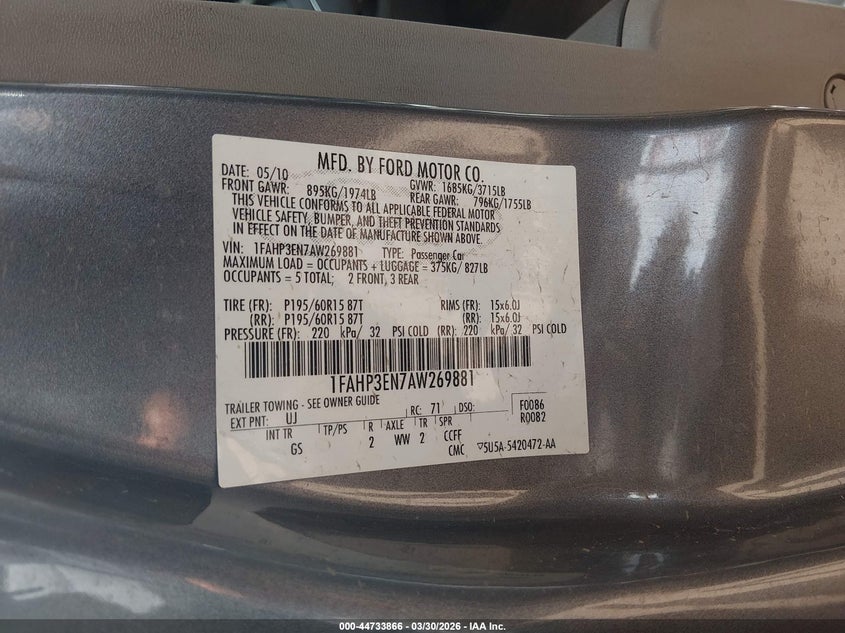 MFD. BY FORD MOTOR CO.
DATE: 05/10 GVWR: 1685KG/3715LB
FRONT GAWR: 895KG/1974LB REAR GAWR: 796KG/1755LB
THIS VEHICLE CONFORMS TO ALL APPLICABLE FEDERAL MOTOR
VEHICLE SAFETY, BUMPER, AND THEFT PREVENTION STANDARDS
IN EFFECT ON THE DATE OF MANUFACTURE SHOWN ABOVE.
VIN: 1FAHP3EN7AW269881 TYPE: Passenger Car
MAXIMUM LOAD = OCCUPANTS + LUGGAGE = 375KG/ 827LB
OCCUPANTS = 5 TOTAL; 2 FRONT, 3 REAR
TIRE (FR): P195/60R15 87T RIMS (FR): 15x6.0J
(RR): P195/60R15 87T (RR): 15x6.0J
PRESSURE (FR): 220 kPa/ 32 PSI COLD (RR): 220 kPa/ 32 PSI COLD
1FAHP3EN7AW269881
TRAILER TOWING - SEE OWNER GUIDE
EXT PNT: UJ RC: 71 DSO: F0086
R0082
INT TR TP/PS R AXLE TR SPR
GS 2 WW 2 CCFF
CMC ▽5U5A-5420472-AA
000-44733866 — 03/30/2026 — IAA Inc.